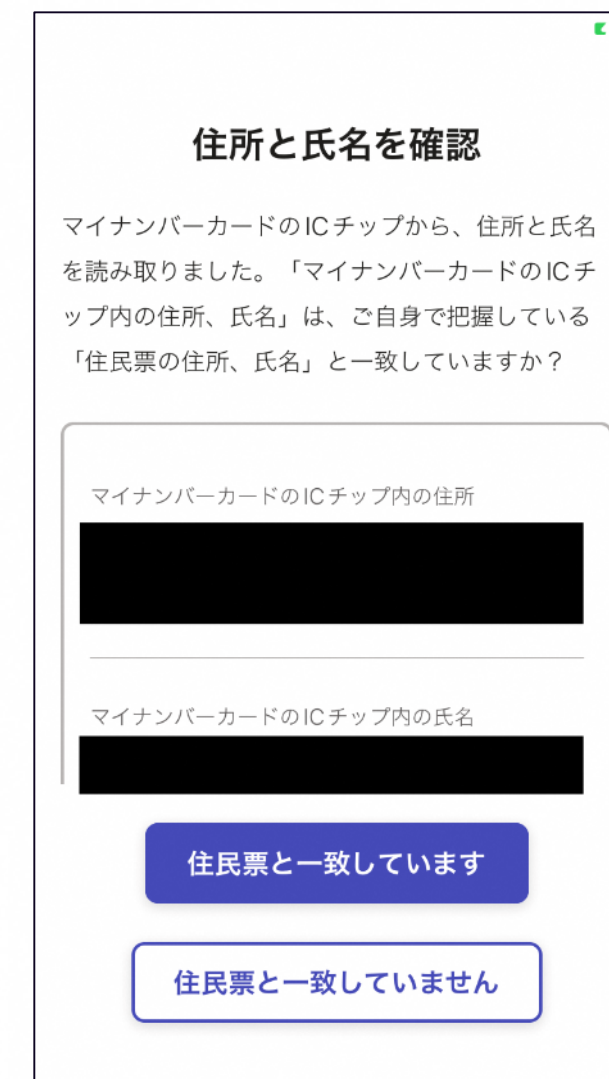 住所と氏名を確認
マイナンバーカードのICチップから、住所と氏名
を読み取りました。「マイナンバーカードのICチ
ップ内の住所、氏名」は、ご自身で把握している
「住民票の住所、氏名」と一致していますか？
マイナンバーカードのICチップ内の住所
マイナンバーカードのICチップ内の氏名
住民票と一致しています
住民票と一致していません